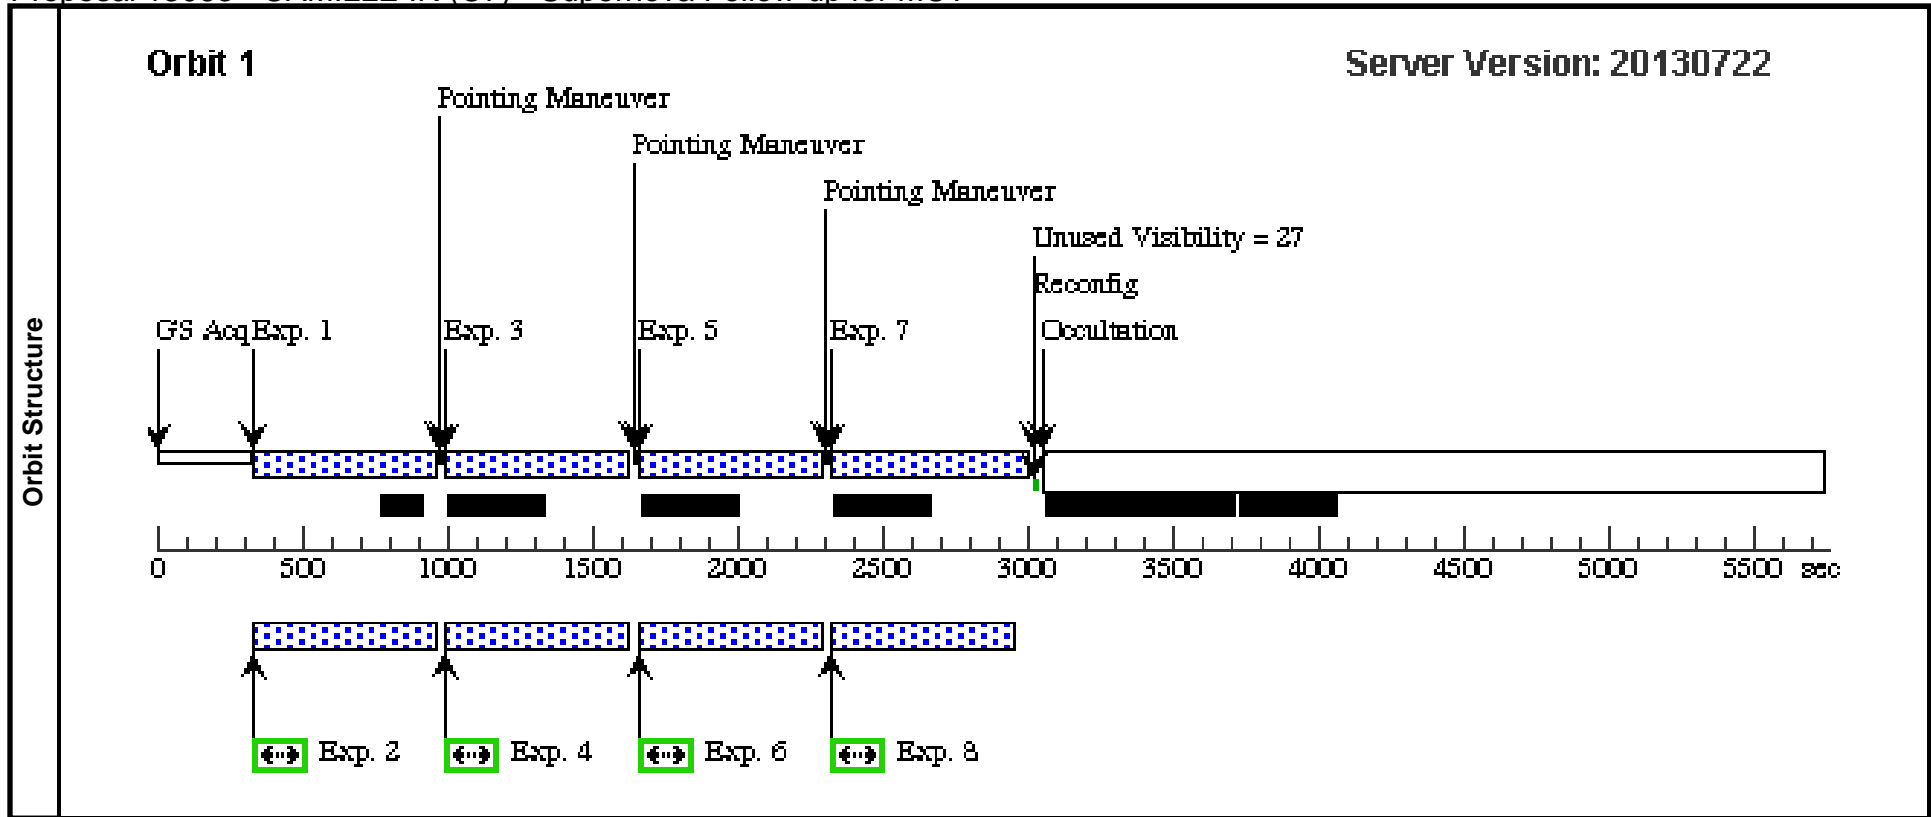 Orbit Structure
Orbit 1
Server Version: 20130722
Pointing Maneuver
Pointing Maneuver
Pointing Maneuver
Unused Visibility = 27
Reconfig
GS Acq Exp. 1 Exp. 3 Exp. 5 Exp. 7 Occultation
0 500 1000 1500 2000 2500 3000 3500 4000 4500 5000 5500 sec
Exp. 2 Exp. 4 Exp. 6 Exp. 8